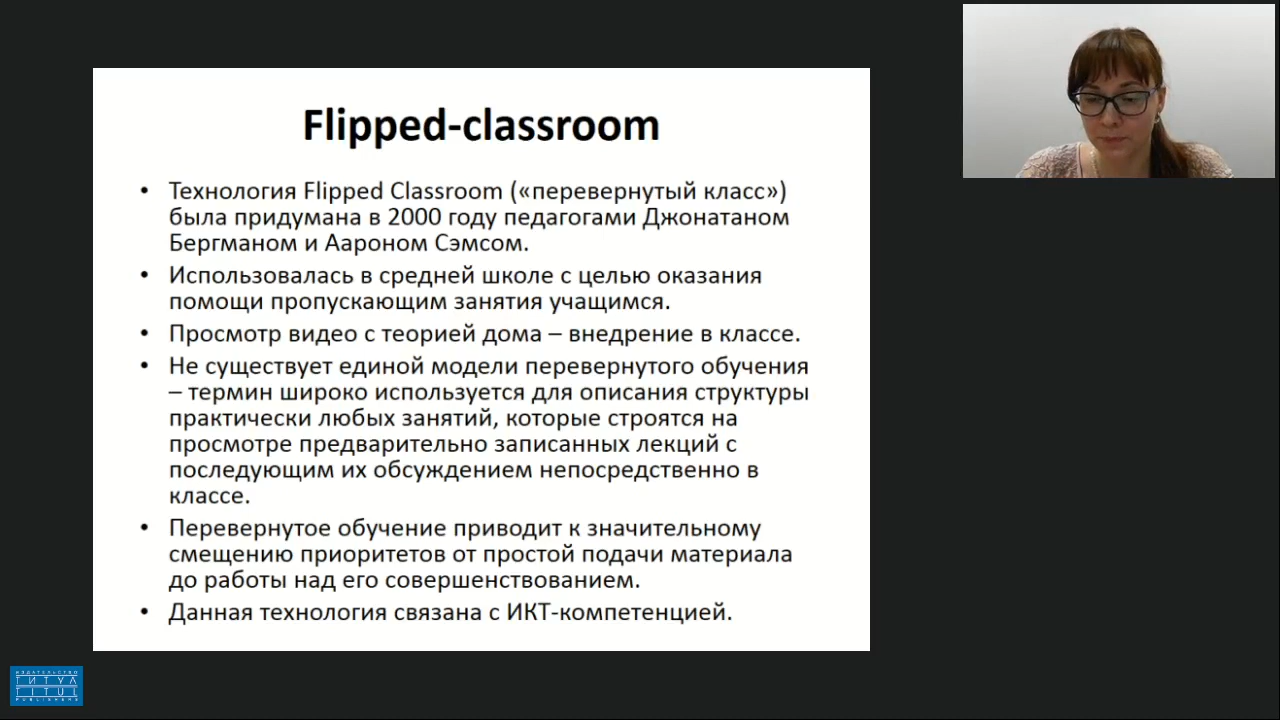 Flipped-classroom
• Технология Flipped Classroom («перевернутый класс»)
была придумана в 2000 году педагогами Джонатаном
Бергманом и Аароном Сэмсом.
• Использовалась в средней школе с целью оказания
помощи пропускающим занятия учащимся.
• Просмотр видео с теорией дома – внедрение в классе.
• Не существует единой модели перевернутого обучения
– термин широко используется для описания структуры
практически любых занятий, которые строятся на
просмотре предварительно записанных лекций с
последующим их обсуждением непосредственно в
классе.
• Перевернутое обучение приводит к значительному
смещению приоритетов от простой подачи материала
до работы над его совершенствованием.
• Данная технология связана с ИКТ-компетенцией.
ИЗДАТЕЛЬСТВО
ТИТУЛ
TITUL
PUBLISHERS